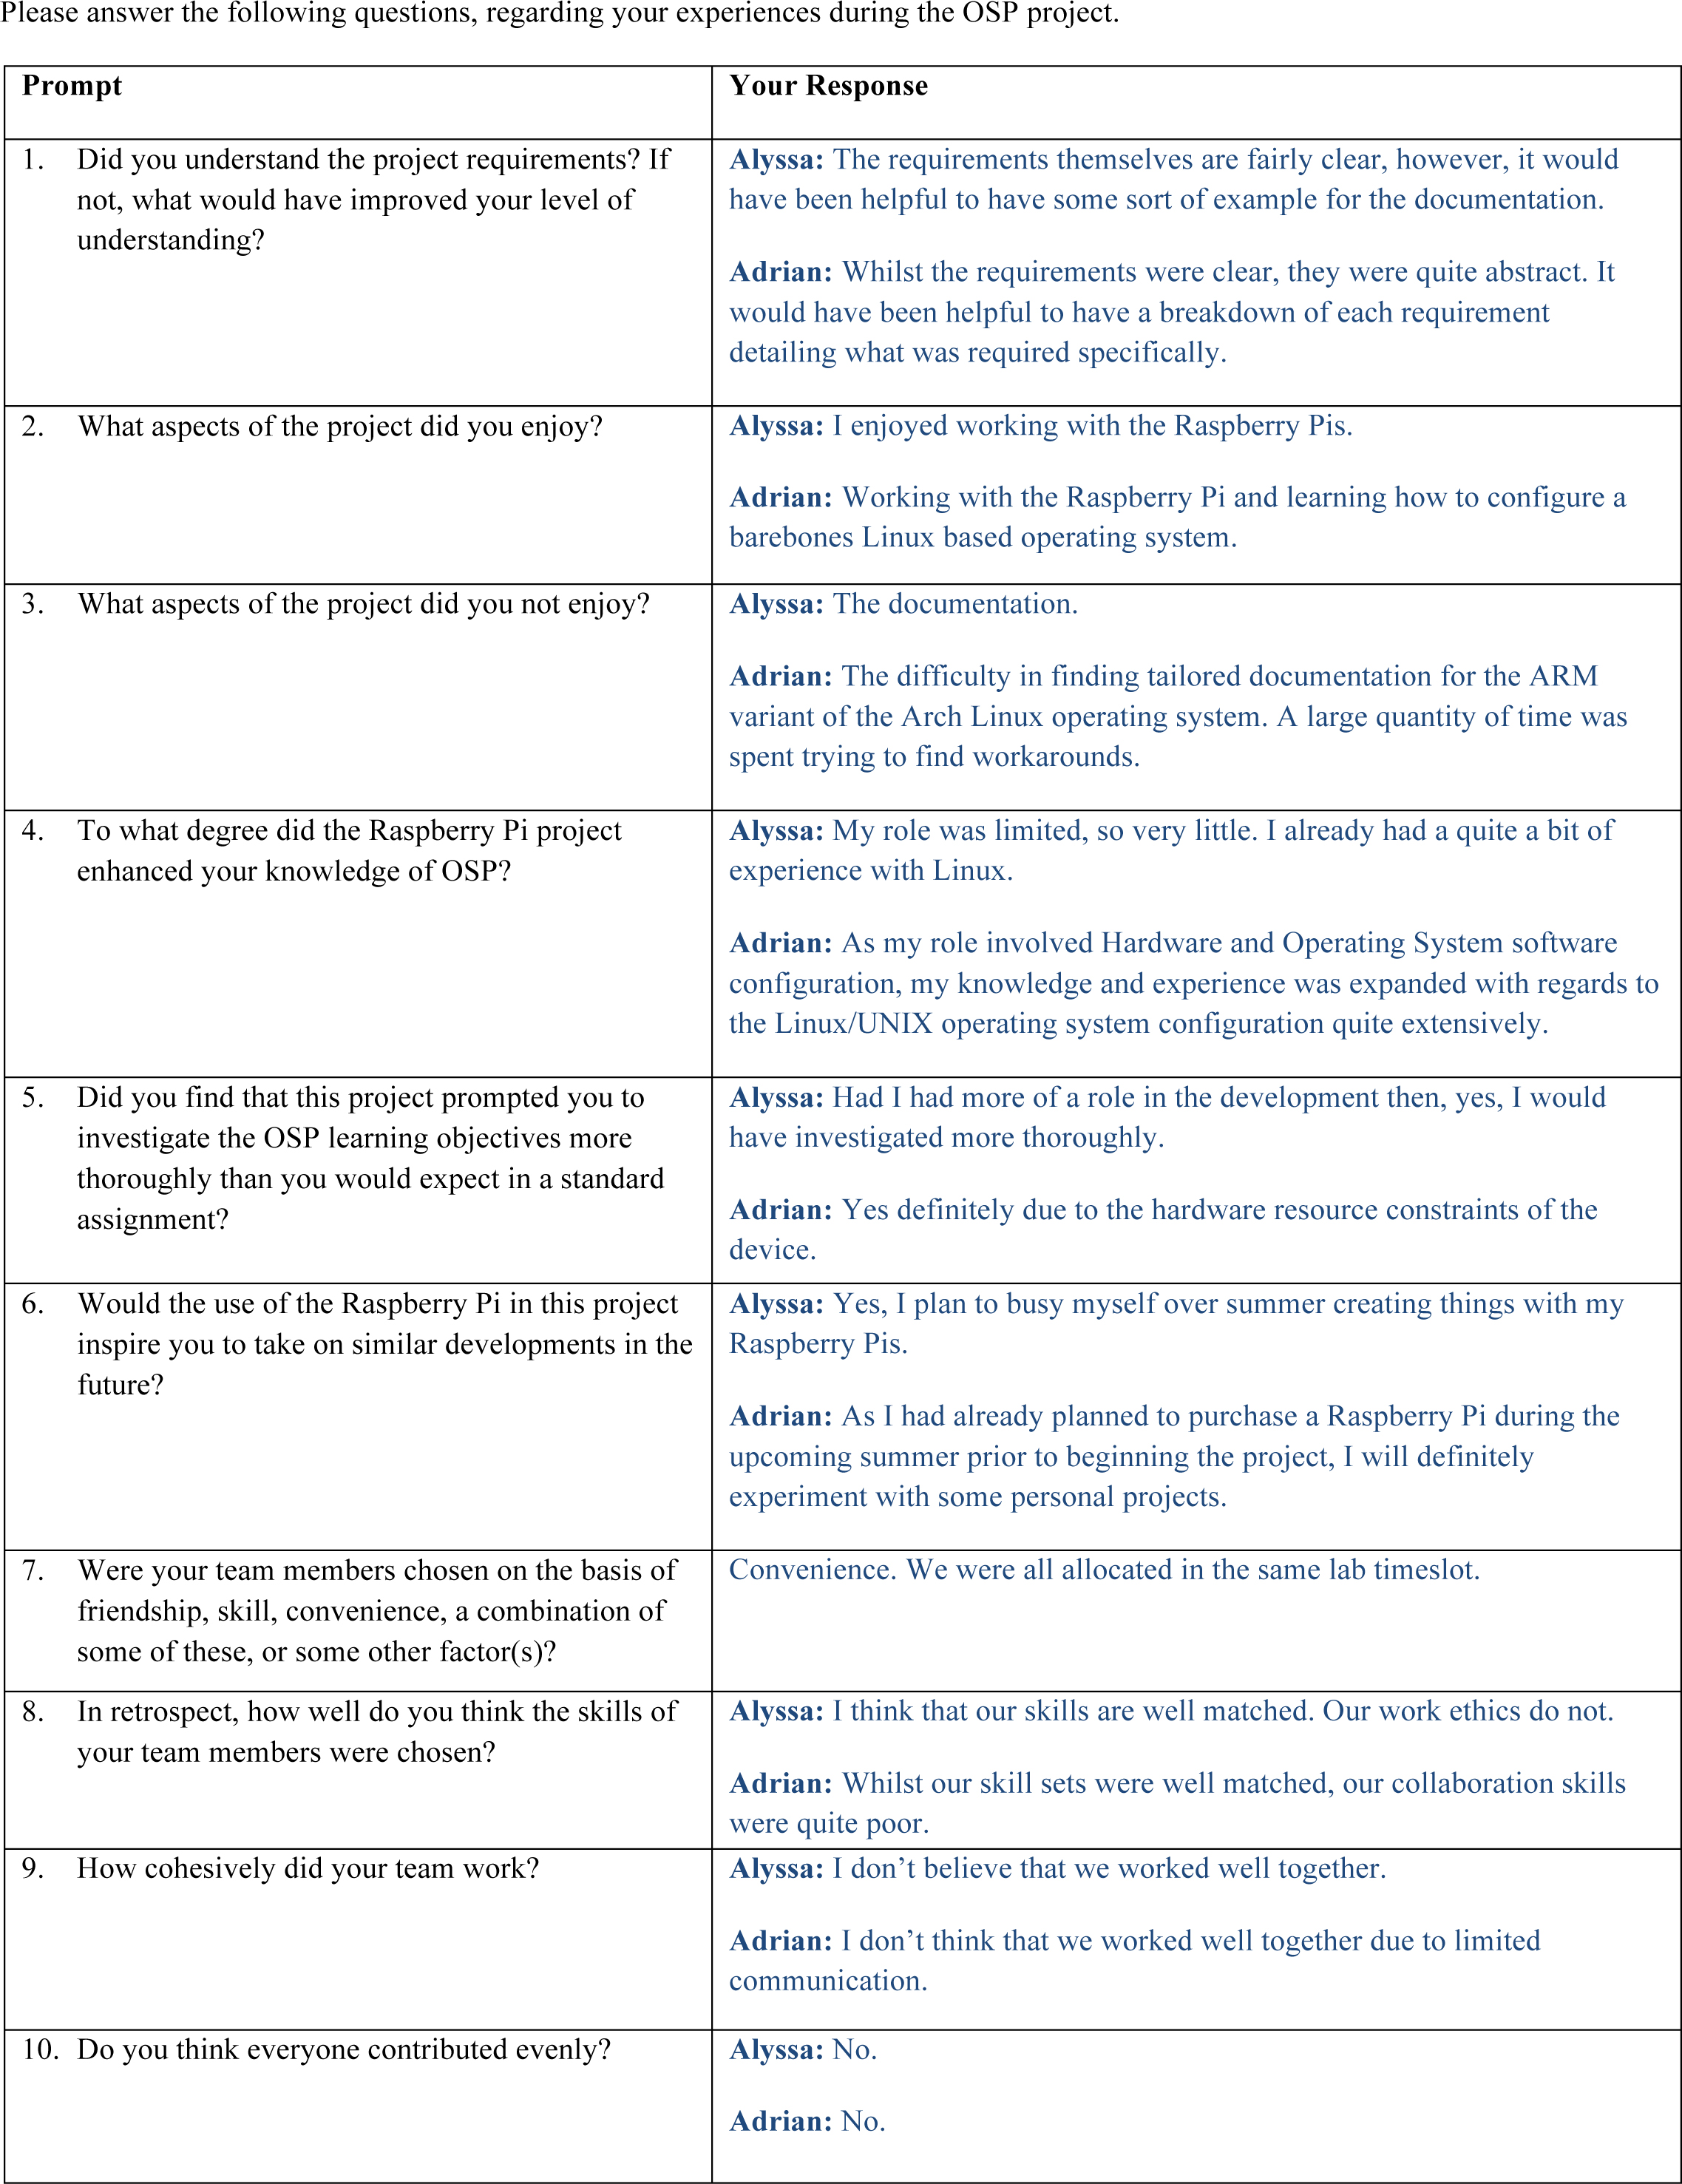 Please answer the following questions, regarding your experiences during the OSP project.
Prompt
Your Response
1. Did you understand the project requirements? If
not, what would have improved your level of
understanding?
Alyssa: The requirements themselves are fairly clear, however, it would
have been helpful to have some sort of example for the documentation.
Adrian: Whilst the requirements were clear, they were quite abstract. It
would have been helpful to have a breakdown of each requirement
detailing what was required specifically.
2. What aspects of the project did you enjoy?
Alyssa: I enjoyed working with the Raspberry Pis.
Adrian: Working with the Raspberry Pi and learning how to configure a
barebones Linux based operating system.
3. What aspects of the project did you not enjoy?
Alyssa: The documentation.
Adrian: The difficulty in finding tailored documentation for the ARM
variant of the Arch Linux operating system. A large quantity of time was
spent trying to find workarounds.
4. To what degree did the Raspberry Pi project
enhanced your knowledge of OSP?
Alyssa: My role was limited, so very little. I already had a quite a bit of
experience with Linux.
Adrian: As my role involved Hardware and Operating System software
configuration, my knowledge and experience was expanded with regards to
the Linux/UNIX operating system configuration quite extensively.
5. Did you find that this project prompted you to
investigate the OSP learning objectives more
thoroughly than you would expect in a standard
assignment?
Alyssa: Had I had more of a role in the development then, yes, I would
have investigated more thoroughly.
Adrian: Yes definitely due to the hardware resource constraints of the
device.
6. Would the use of the Raspberry Pi in this project
inspire you to take on similar developments in the
future?
Alyssa: Yes, I plan to busy myself over summer creating things with my
Raspberry Pis.
Adrian: As I had already planned to purchase a Raspberry Pi during the
upcoming summer prior to beginning the project, I will definitely
experiment with some personal projects.
7. Were your team members chosen on the basis of
friendship, skill, convenience, a combination of
some of these, or some other factor(s)?
Convenience. We were all allocated in the same lab timeslot.
8. In retrospect, how well do you think the skills of
your team members were chosen?
Alyssa: I think that our skills are well matched. Our work ethics do not.
Adrian: Whilst our skill sets were well matched, our collaboration skills
were quite poor.
9. How cohesively did your team work?
Alyssa: I don’t believe that we worked well together.
Adrian: I don’t think that we worked well together due to limited
communication.
10. Do you think everyone contributed evenly?
Alyssa: No.
Adrian: No.